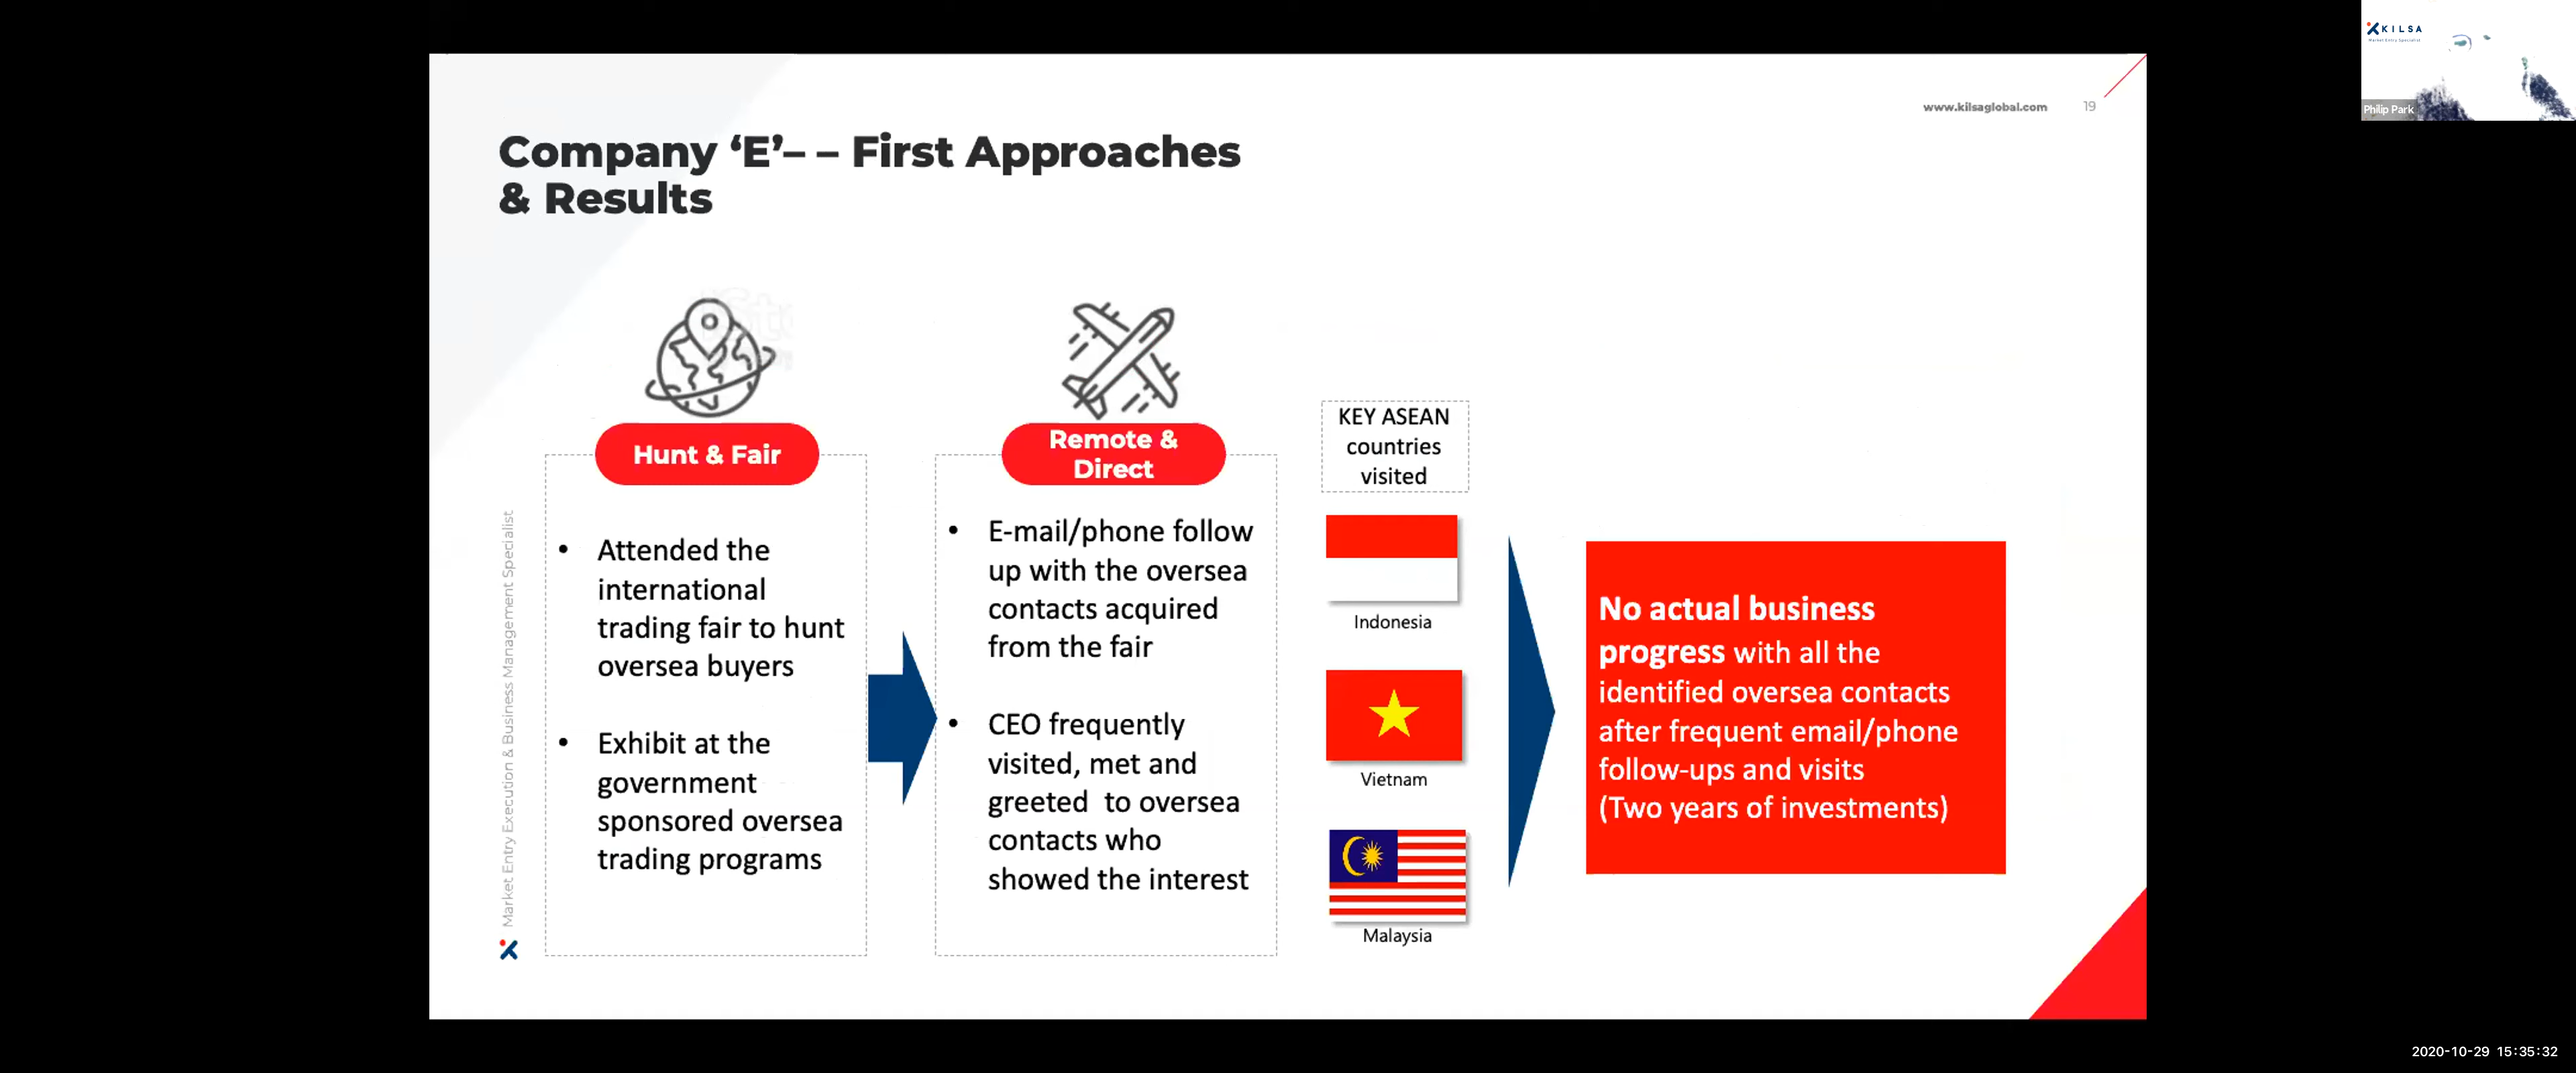 KILSA
Market Entry Specialist
Philip Park
www.kilsaglobal.com 19
Company ‘E’– – First Approaches
& Results
Hunt & Fair
• Attended the
international
trading fair to hunt
oversea buyers
• Exhibit at the
government
sponsored oversea
trading programs
Remote &
Direct
• E-mail/phone follow
up with the oversea
contacts acquired
from the fair
• CEO frequently
visited, met and
greeted  to oversea
contacts who
showed the interest
KEY ASEAN
countries
visited
Indonesia
Vietnam
Malaysia
No actual business
progress with all the
identified oversea contacts
after frequent email/phone
follow-ups and visits
(Two years of investments)
Market Entry Execution & Business Management Specialist
2020-10-29 15:35:32